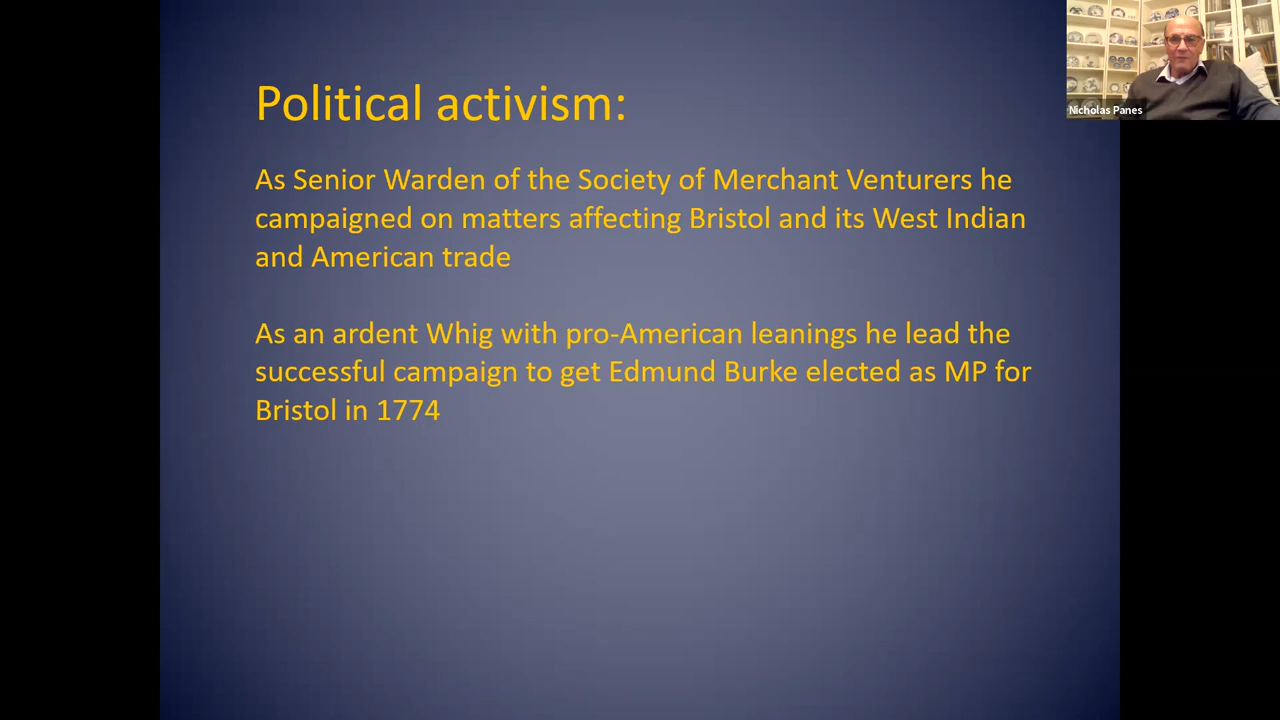 Political activism:
As Senior Warden of the Society of Merchant Venturers he
campaigned on matters affecting Bristol and its West Indian
and American trade
As an ardent Whig with pro-American leanings he lead the
successful campaign to get Edmund Burke elected as MP for
Bristol in 1774
Nicholas Panes